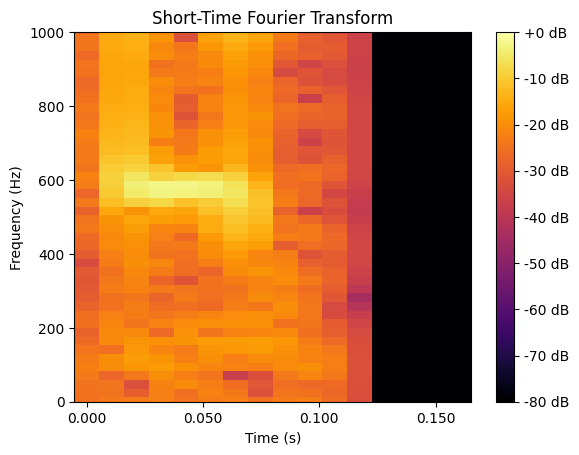 Short-Time Fourier Transform
1000
800
600
400
200
0
Frequency (Hz)
0.000
0.050
0.100
0.150
Time (s)
+0 dB
-10 dB
-20 dB
-30 dB
-40 dB
-50 dB
-60 dB
-70 dB
-80 dB